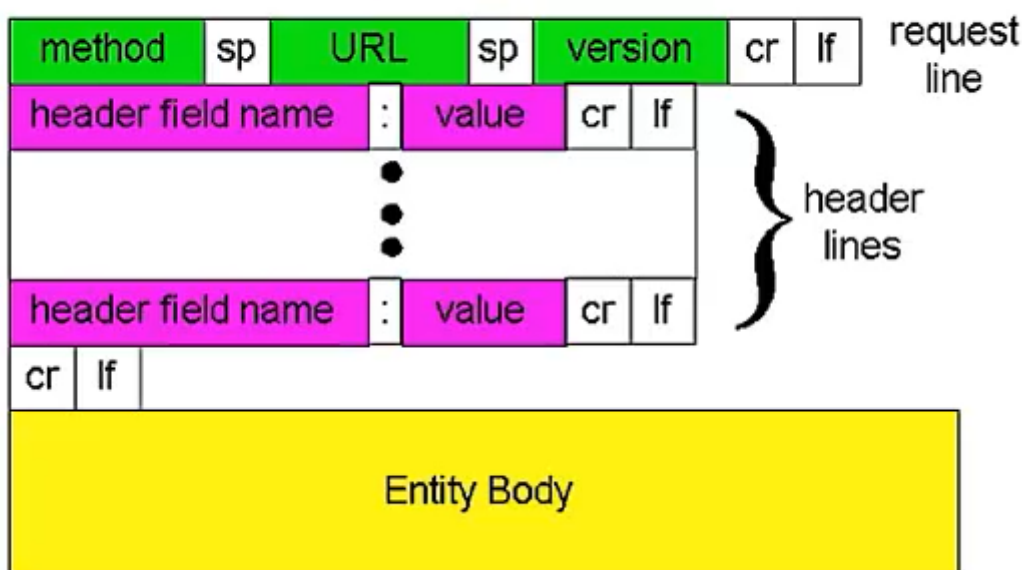 method sp URL sp version cr lf
request
line
header field name : value cr lf
header
lines
header field name : value cr lf
cr lf
Entity Body